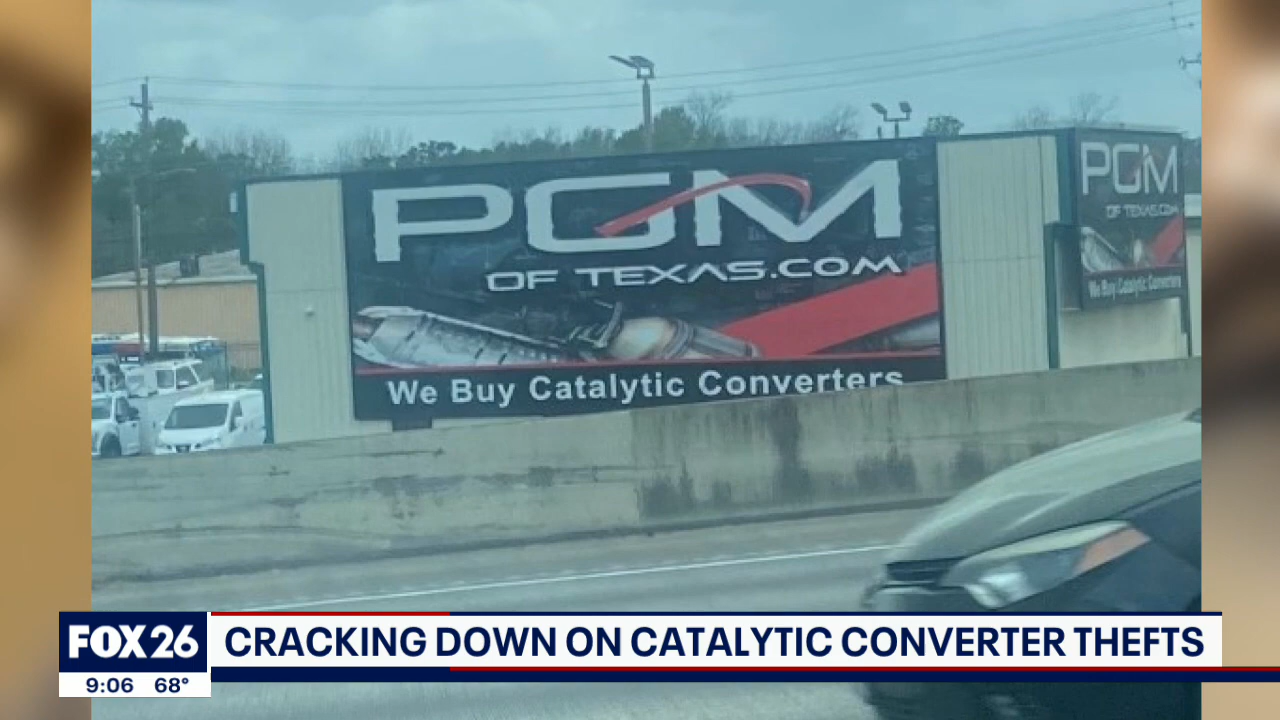 PGM
OF TEXAS.COM
We Buy Catalytic Converters
PGM
OF TEXAS.COM
We Buy Catalytic Converters
FOX 26
CRACKING DOWN ON CATALYTIC CONVERTER THEFTS
9:06 68°